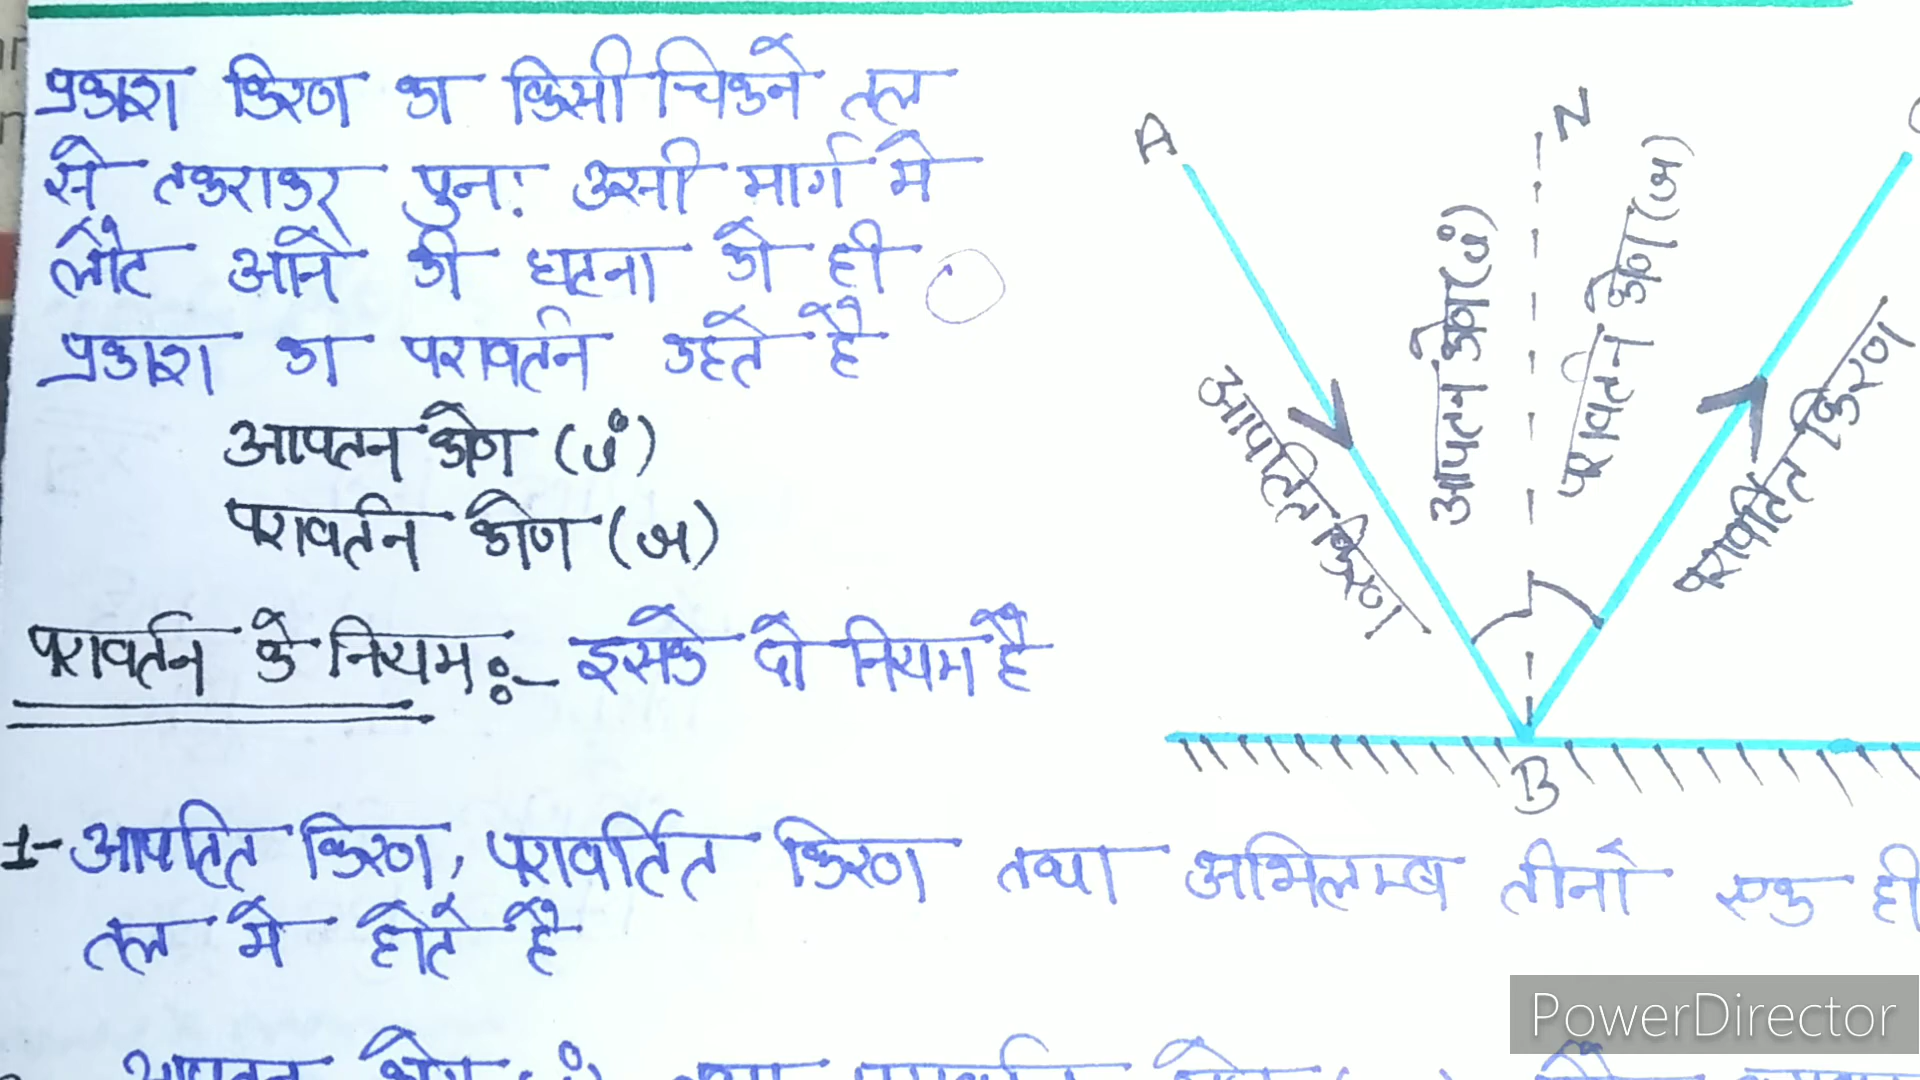 प्रकाश किरण का किसी चिकने तल
से तकराकर पुन: उसी मार्ग मे
लौट आने की घटना को ही
प्रकाश का परावर्तन कहते है
आपतन कोण (i)
परावर्तन कोण (r)
परावर्तन के नियम:- इसके दो नियम है
1- आपतित किरण, परावर्तित किरण तथा अभिलम्ब तीनो एक ही
तल मे होते है
आपतन कोण
A
N
B
आपतित किरण
आपतन कोण (i)
परावर्तन कोण (r)
परावर्तित किरण
PowerDirector